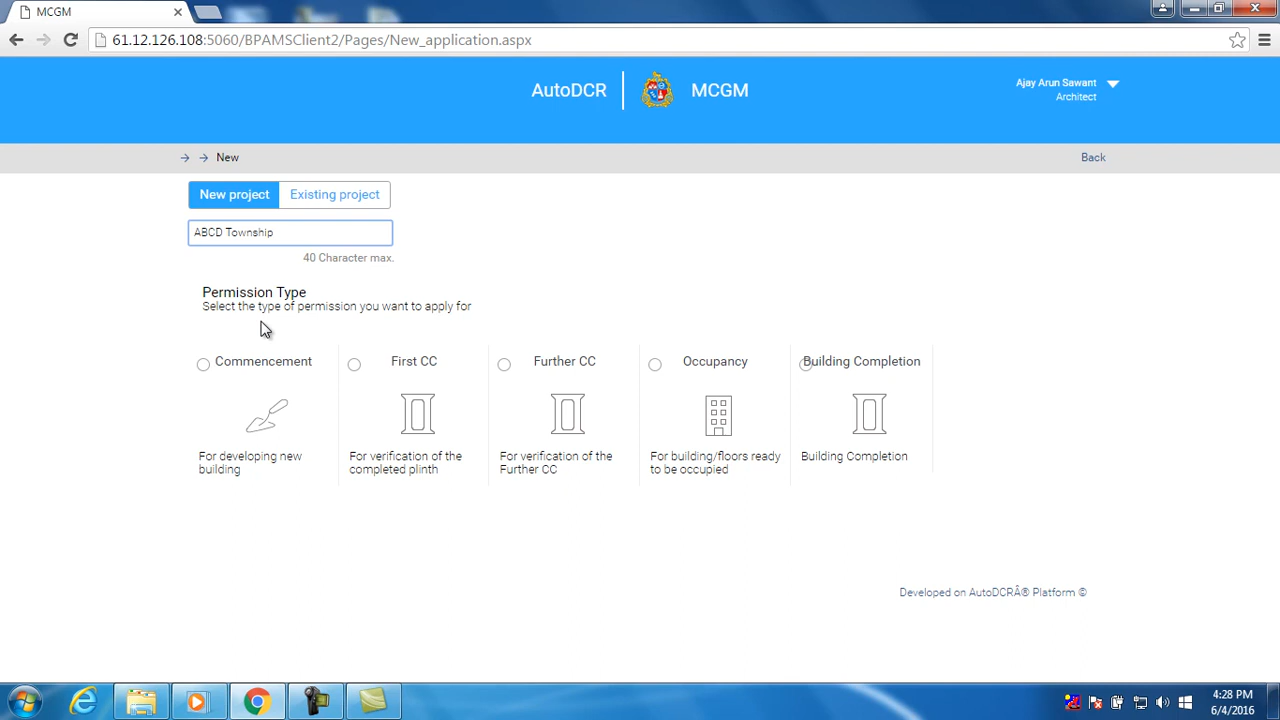 MCGM
61.12.126.108:5060/BPAMSClient2/Pages/New_application.aspx
AutoDCR MCGM
Ajay Arun Sawant
Architect
New
Back
New project Existing project
ABCD Township
40 Character max.
Permission Type
Select the type of permission you want to apply for
Commencement
For developing new
building
First CC
For verification of the
completed plinth
Further CC
For verification of the
Further CC
Occupancy
For building/floors ready
to be occupied
Building Completion
Building Completion
Developed on AutoDCRÂ® Platform ©
4:28 PM
6/4/2016